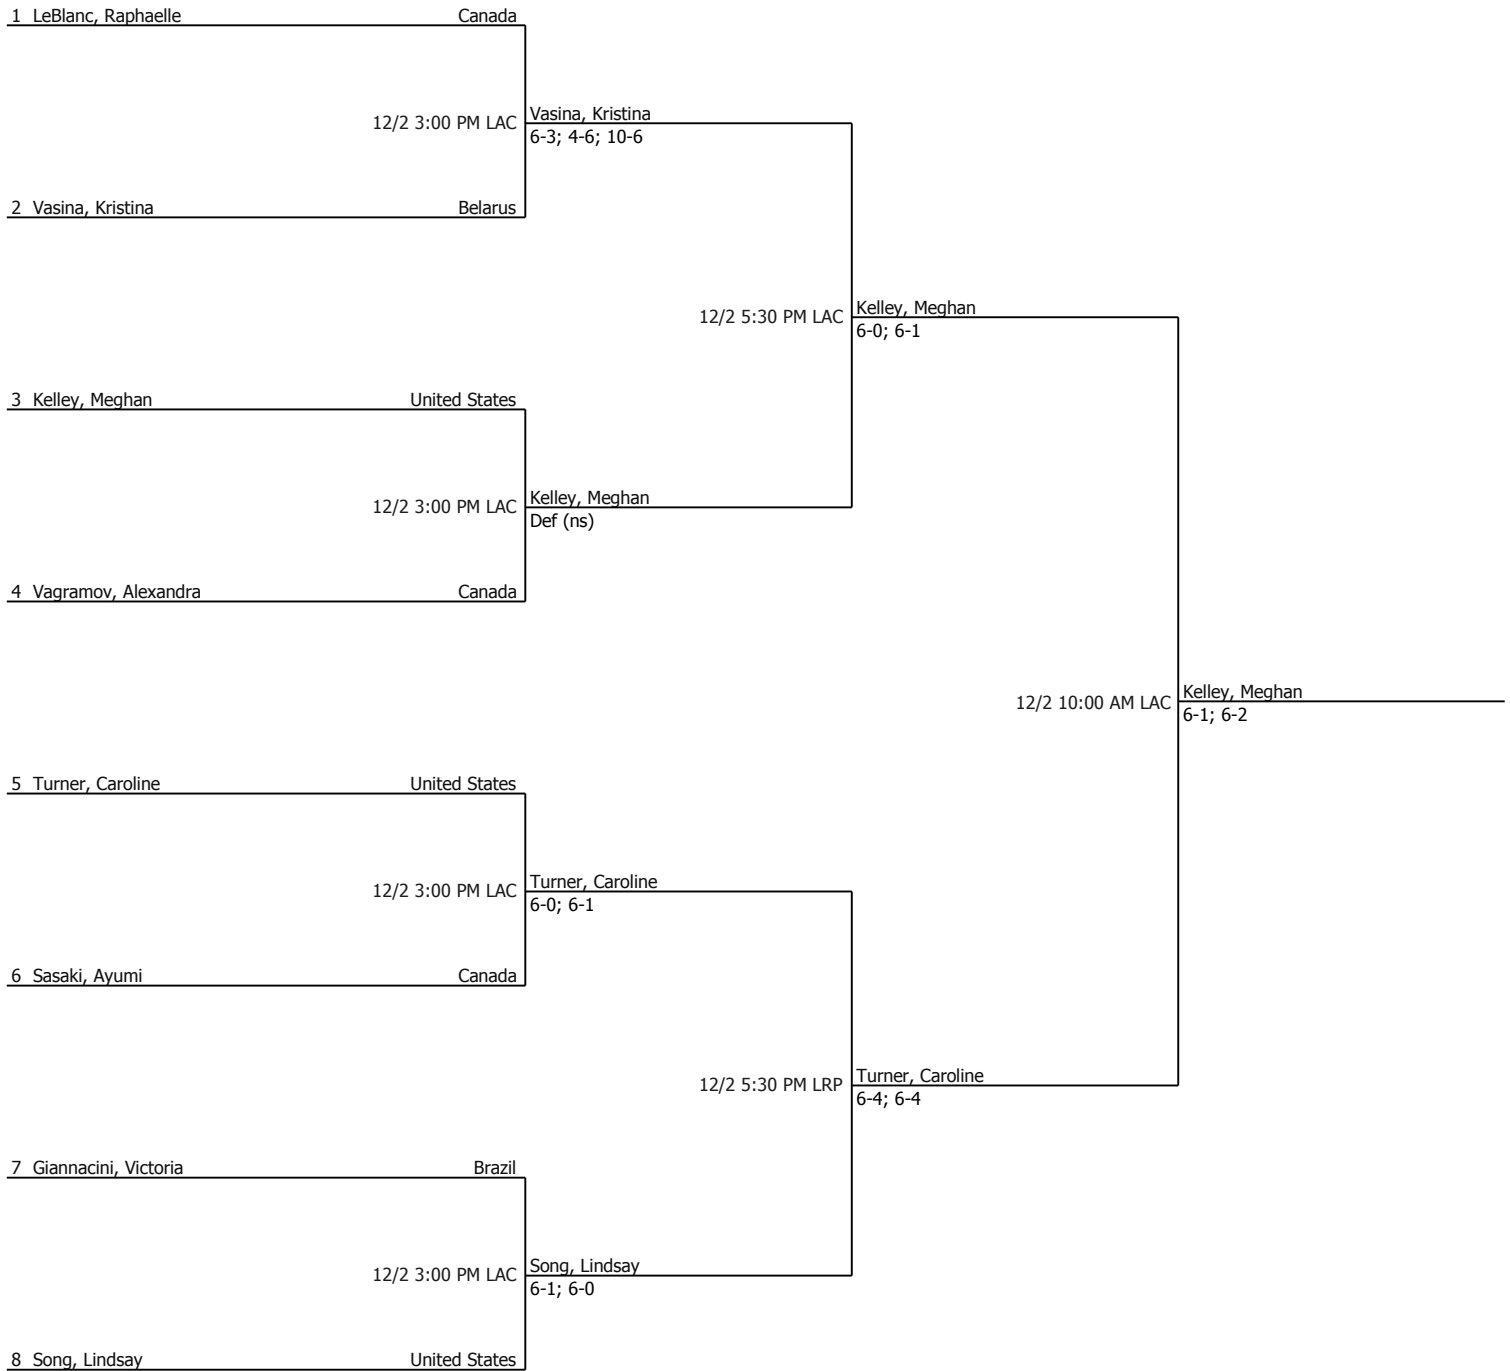 1 LeBlanc, Raphaelle Canada
12/2 3:00 PM LAC
Vasina, Kristina
6-3; 4-6; 10-6
2 Vasina, Kristina Belarus
12/2 5:30 PM LAC
Kelley, Meghan
6-0; 6-1
3 Kelley, Meghan United States
12/2 3:00 PM LAC
Kelley, Meghan
Def (ns)
4 Vagramov, Alexandra Canada
12/2 10:00 AM LAC
Kelley, Meghan
6-1; 6-2
5 Turner, Caroline United States
12/2 3:00 PM LAC
Turner, Caroline
6-0; 6-1
6 Sasaki, Ayumi Canada
12/2 5:30 PM LRP
Turner, Caroline
6-4; 6-4
7 Giannacini, Victoria Brazil
12/2 3:00 PM LAC
Song, Lindsay
6-1; 6-0
8 Song, Lindsay United States